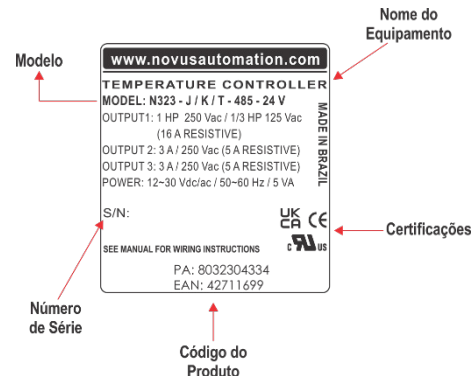 Nome do
Equipamento
Modelo
www.novusautomation.com
TEMPERATURE CONTROLLER
MODEL: N323 - J / K / T - 485 - 24 V
OUTPUT1: 1 HP 250 Vac / 1/3 HP 125 Vac
(16 A RESISTIVE)
OUTPUT 2: 3 A / 250 Vac (5 A RESISTIVE)
OUTPUT 3: 3 A / 250 Vac (5 A RESISTIVE)
POWER: 12~30 Vdc/ac / 50~60 Hz / 5 VA
MADE IN BRAZIL
S/N:
UK
CA CE
c RU US
Certificações
SEE MANUAL FOR WIRING INSTRUCTIONS
PA: 8032304334
EAN: 42711699
Número
de Série
Código do
Produto